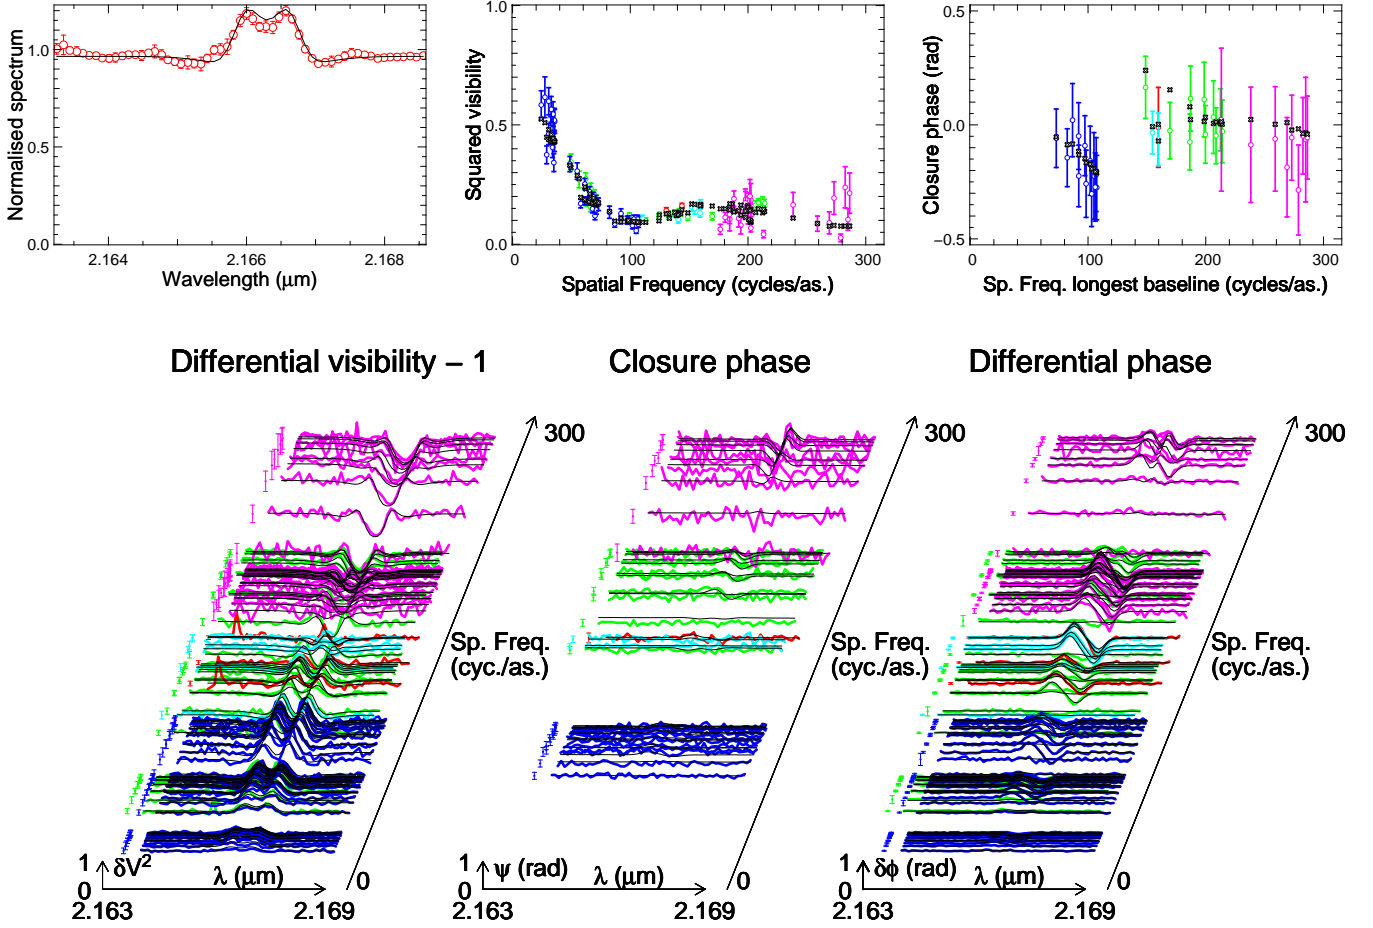 Normalised spectrum
1.0
0.5
0.0
2.164
2.166
2.168
Wavelength (μm)
Squared visibility
1.0
0.5
0.0
0
100
200
300
Spatial Frequency (cycles/as.)
Closure phase (rad)
0.5
0.0
−0.5
0
100
200
300
Sp. Freq. longest baseline (cycles/as.)
Differential visibility − 1
Closure phase
Differential phase
300
300
300
Sp. Freq.
(cyc./as.)
Sp. Freq.
(cyc./as.)
Sp. Freq.
(cyc./as.)
1
δV²
0
λ (μm)
0
2.163
2.169
1
ψ (rad)
0
λ (μm)
0
2.163
2.169
1
δϕ (rad)
0
λ (μm)
0
2.163
2.169